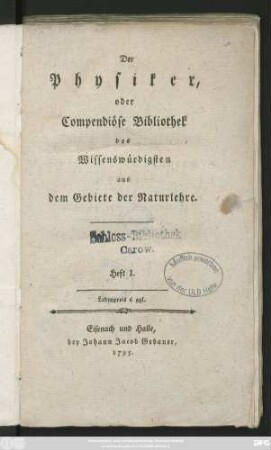 Der
Physiker,
oder
Compendiöse Bibliothek
des
Wissenswürdigsten
aus
dem Gebiete der Naturlehre.
Schloss-Bibliothek
Carow.
Heft I.
Ladenpreis 6 ggl.
Eisenach und Halle,
bey Johann Jacob Gebauer,
1795.